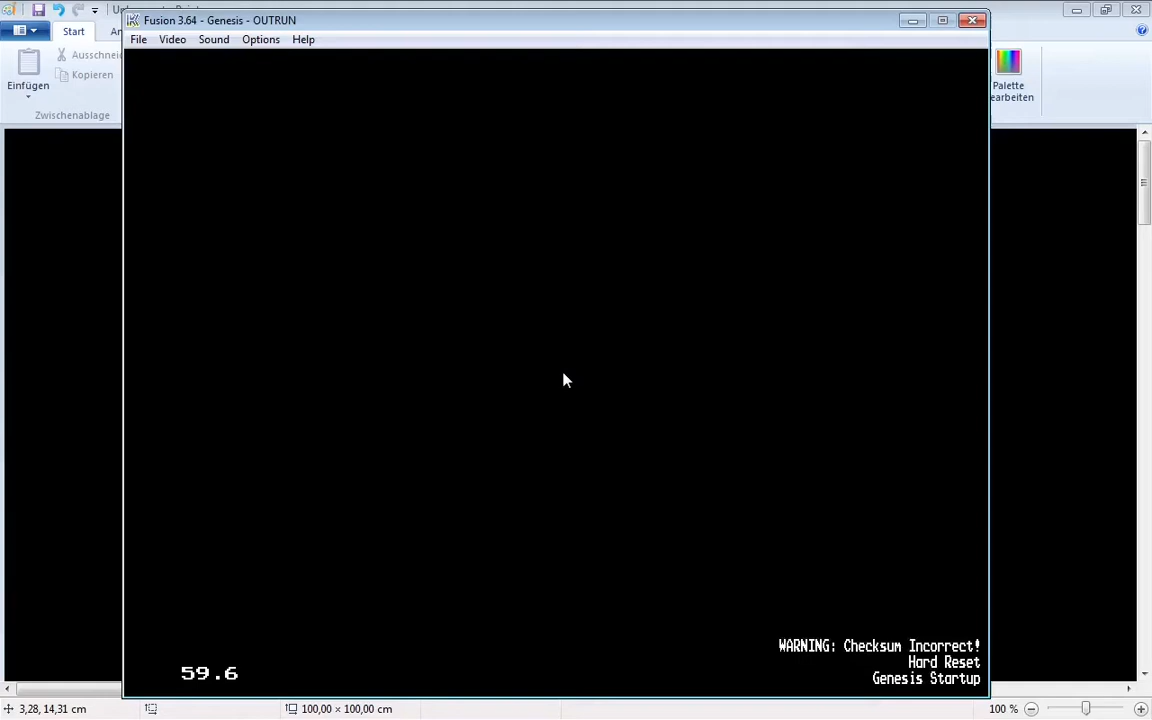 Fusion 3.64 - Genesis - OUTRUN
File Video Sound Options Help
Start
Ausschnei
Kopieren
Einfügen
Zwischenablage
Palette
earbeiten
WARNING: Checksum Incorrect!
Hard Reset
Genesis Startup
59.6
3,28, 14,31 cm
100,00 × 100,00 cm
100 %